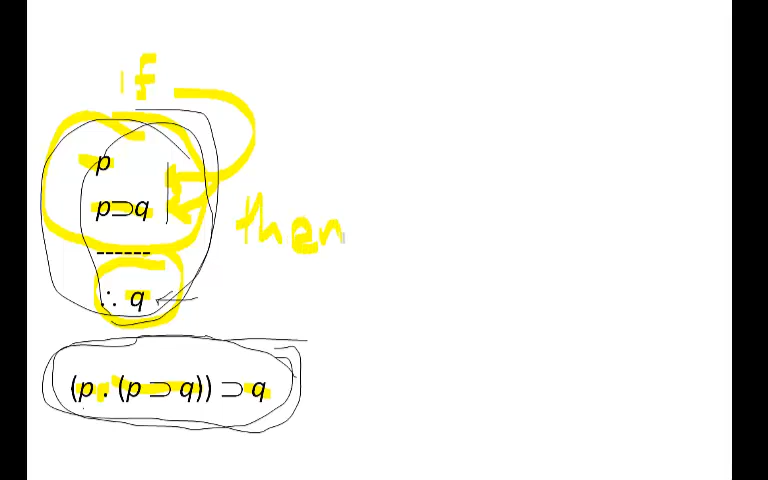 if
p
p⊃q
then
------
∴ q
(p . (p ⊃ q)) ⊃ q